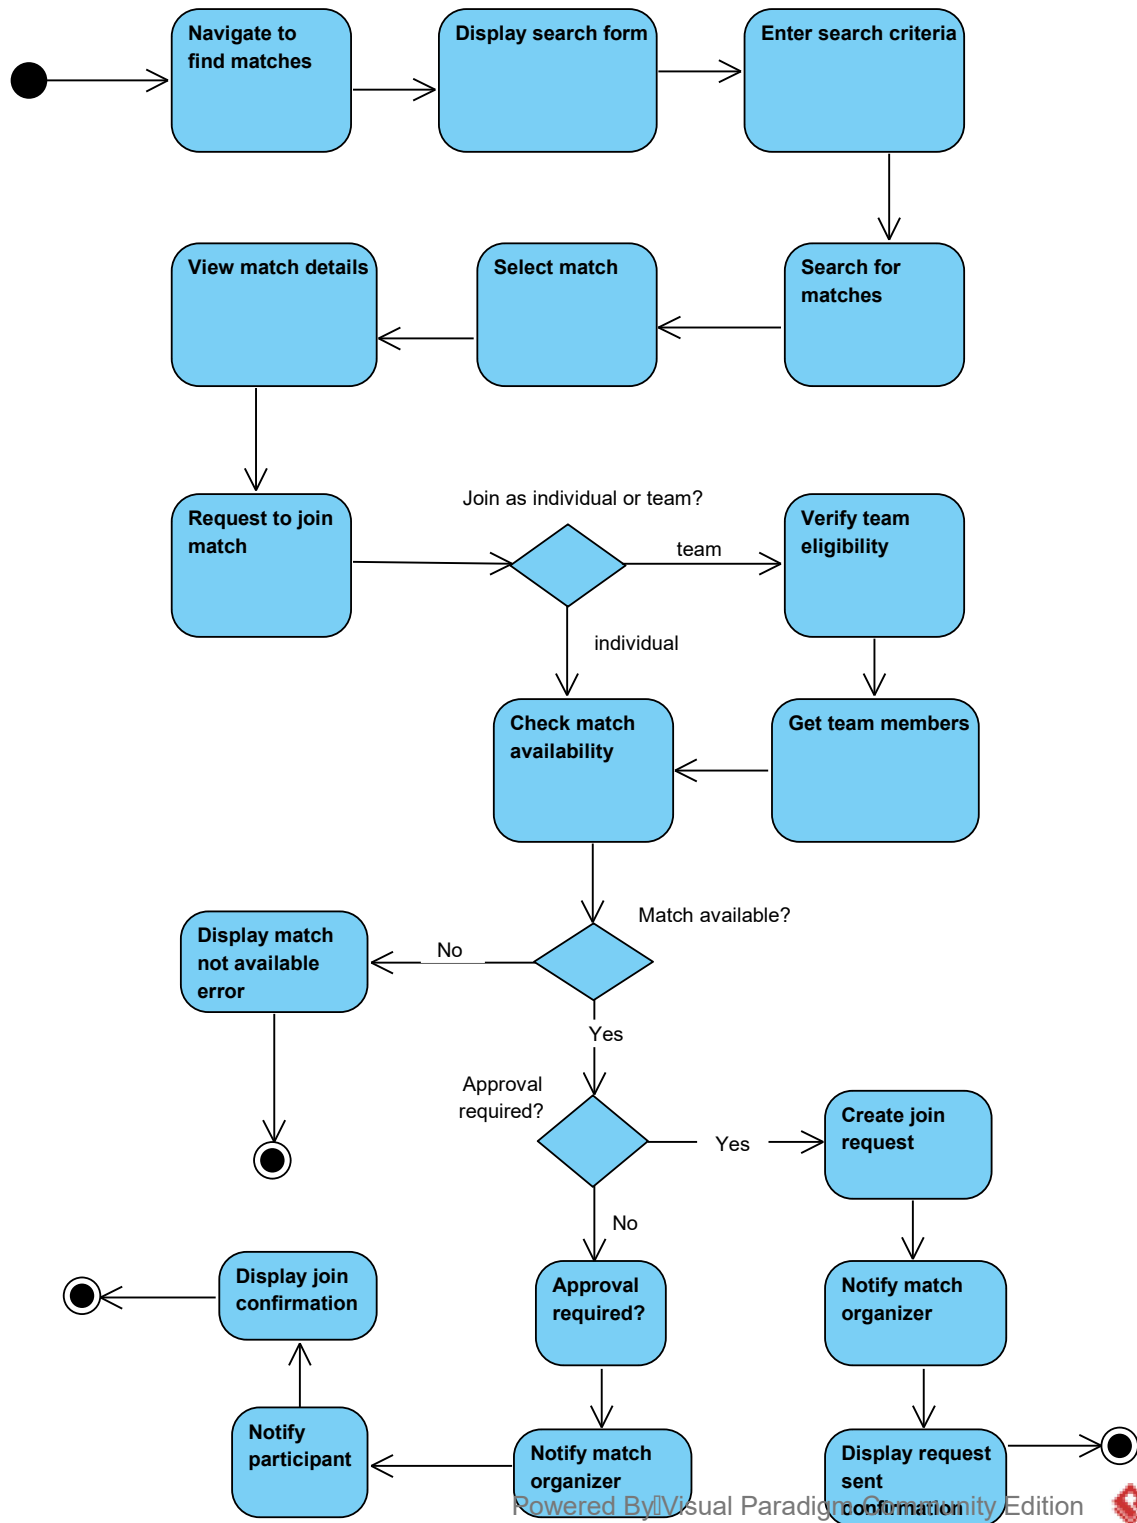 Navigate to
find matches
Display search form
Enter search criteria
View match details
Select match
Search for
matches
Request to join
match
Join as individual or team?
team
Verify team
eligibility
individual
Check match
availability
Get team members
Match available?
Display match
not available
error
No
Yes
Approval
required?
Yes
Create join
request
No
Display join
confirmation
Approval
required?
Notify match
organizer
Notify
participant
Notify match
organizer
Display request
sent
confirmation
Powered By Visual Paradigm Community Edition